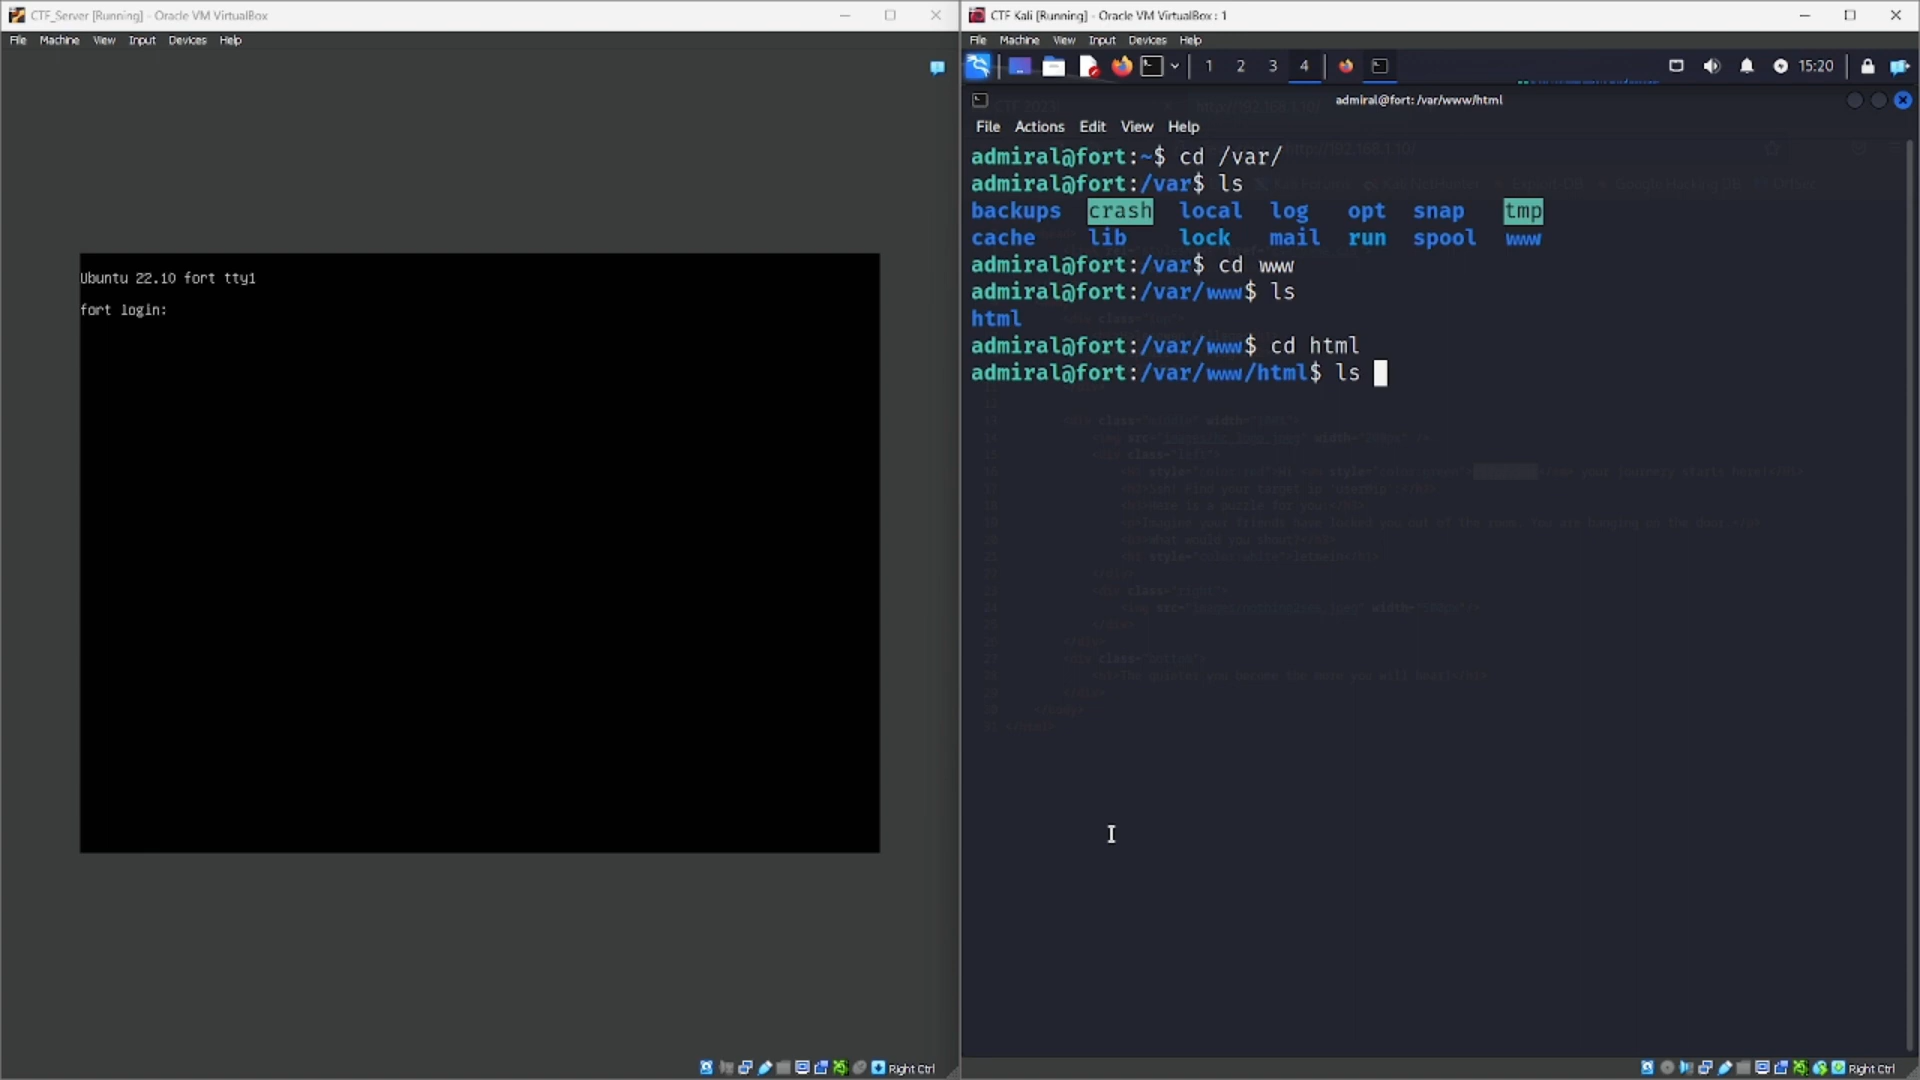 CTF_Server [Running] - Oracle VM VirtualBox
File Machine View Input Devices Help
Ubuntu 22.10 fort tty1
fort login:
Right Ctrl
CTF Kali [Running] - Oracle VM VirtualBox : 1
File Machine View Input Devices Help
1 2 3 4 15:20
admiral@fort: /var/www/html
File Actions Edit View Help
admiral@fort:~$ cd /var/
admiral@fort:/var$ ls
backups crash local log opt snap tmp
cache lib lock mail run spool www
admiral@fort:/var$ cd www
admiral@fort:/var/www$ ls
html
admiral@fort:/var/www$ cd html
admiral@fort:/var/www/html$ ls
Right Ctrl